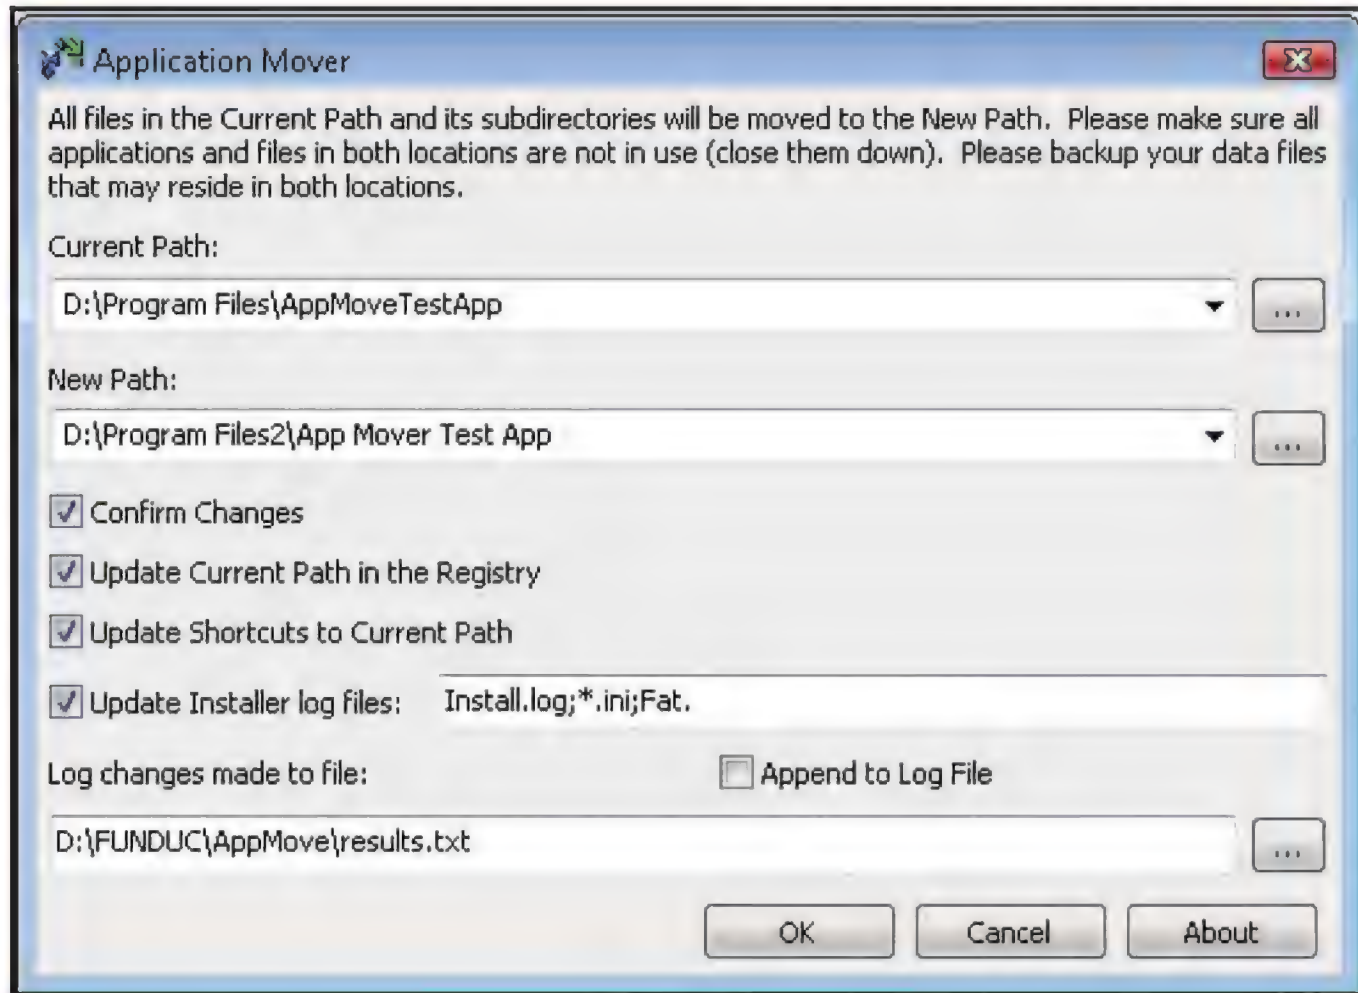 Application Mover
All files in the Current Path and its subdirectories will be moved to the New Path. Please make sure all
applications and files in both locations are not in use (close them down). Please backup your data files
that may reside in both locations.
Current Path:
D:\Program Files\AppMoveTestApp
...
New Path:
D:\Program Files2\App Mover Test App
...
Confirm Changes
Update Current Path in the Registry
Update Shortcuts to Current Path
Update Installer log files: Install.log;*.ini;Fat.
Log changes made to file: Append to Log File
D:\FUNDUC\AppMove\results.txt
...
OK Cancel About